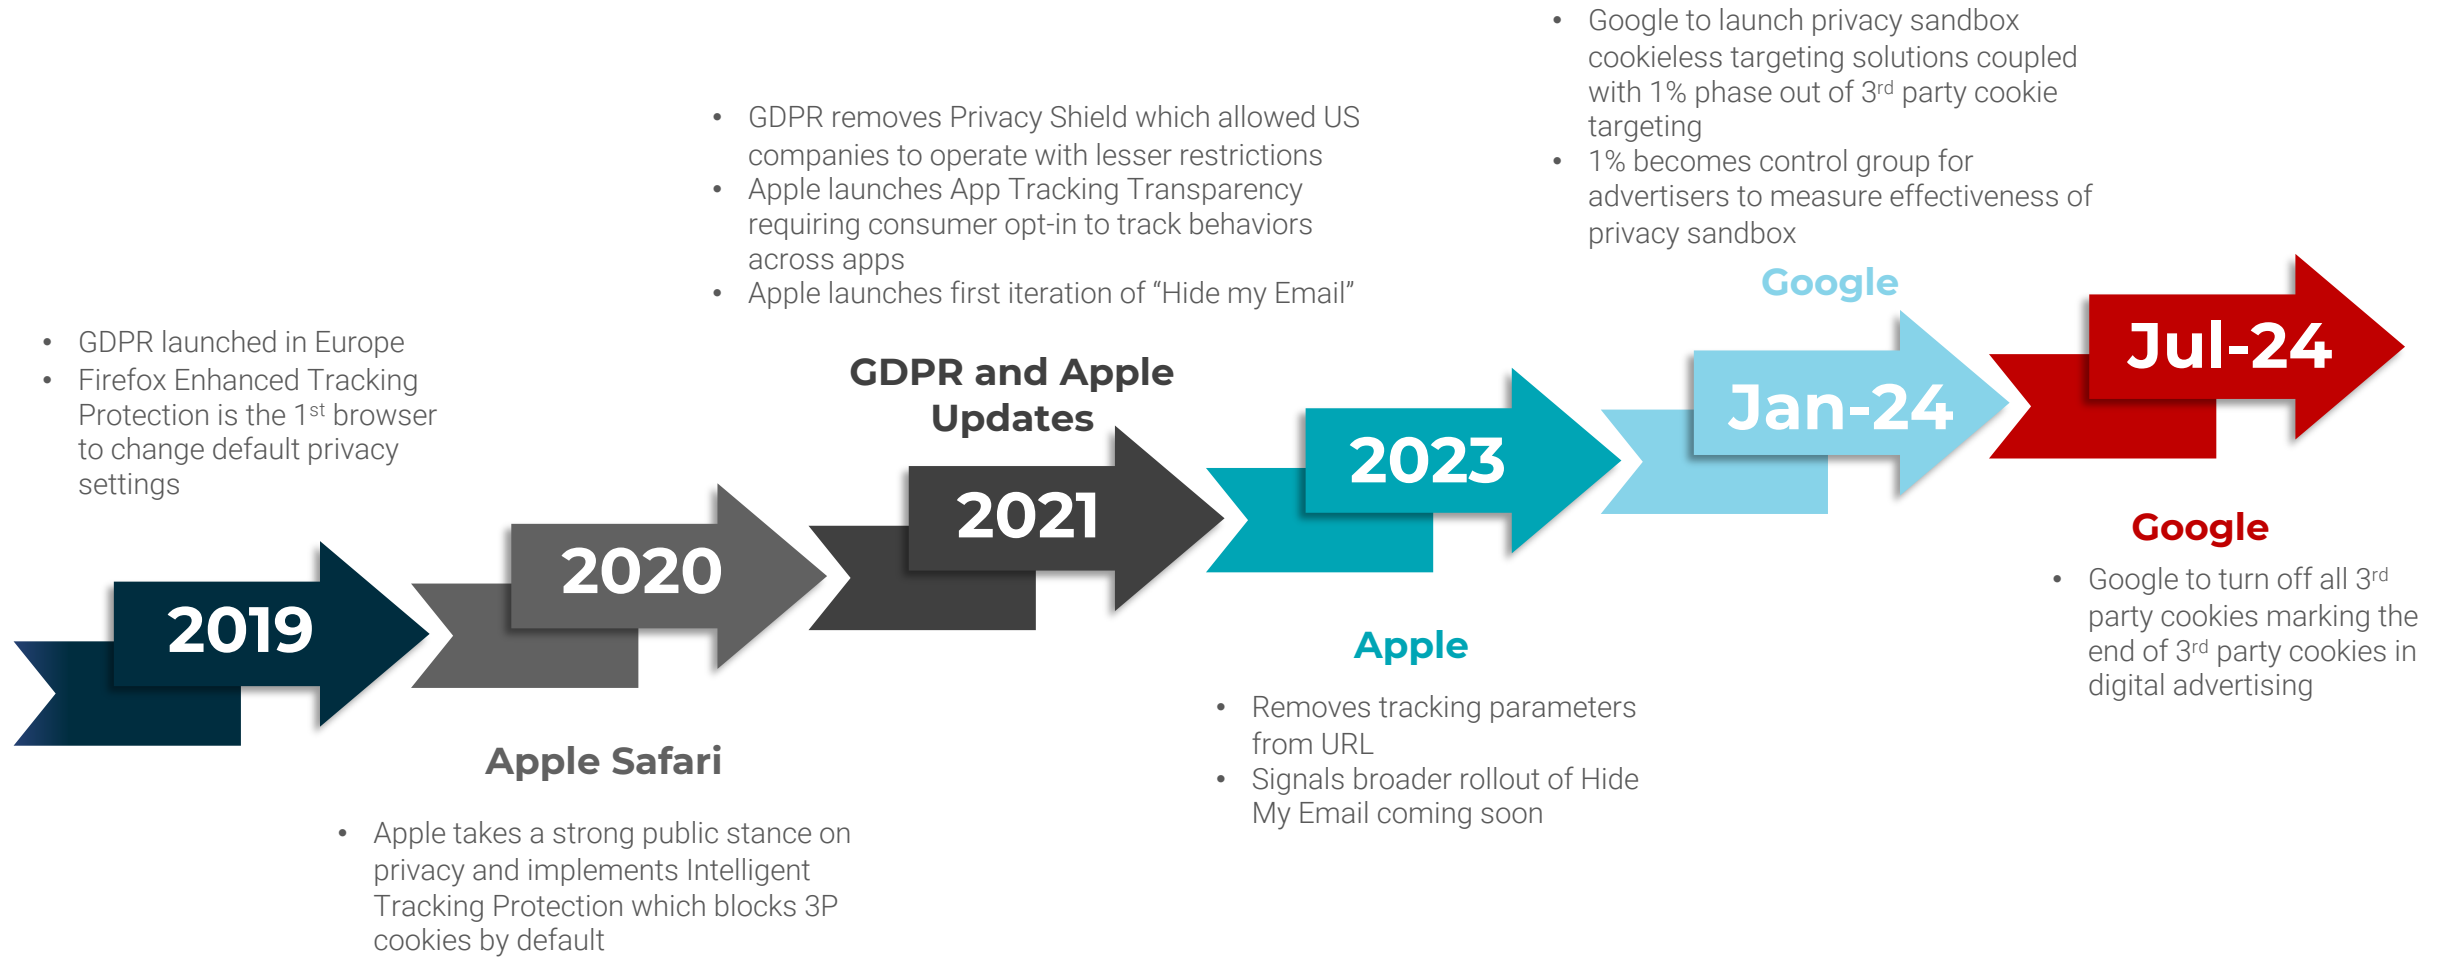 • GDPR launched in Europe
• Firefox Enhanced Tracking
Protection is the 1st browser
to change default privacy
settings
2019
2020
Apple Safari
• Apple takes a strong public stance on
privacy and implements Intelligent
Tracking Protection which blocks 3P
cookies by default
• GDPR removes Privacy Shield which allowed US
companies to operate with lesser restrictions
• Apple launches App Tracking Transparency
requiring consumer opt-in to track behaviors
across apps
• Apple launches first iteration of “Hide my Email”
GDPR and Apple
Updates
2021
2023
Apple
• Removes tracking parameters
from URL
• Signals broader rollout of Hide
My Email coming soon
• Google to launch privacy sandbox
cookieless targeting solutions coupled
with 1% phase out of 3rd party cookie
targeting
• 1% becomes control group for
advertisers to measure effectiveness of
privacy sandbox
Google
Jan-24
Jul-24
Google
• Google to turn off all 3rd
party cookies marking the
end of 3rd party cookies in
digital advertising